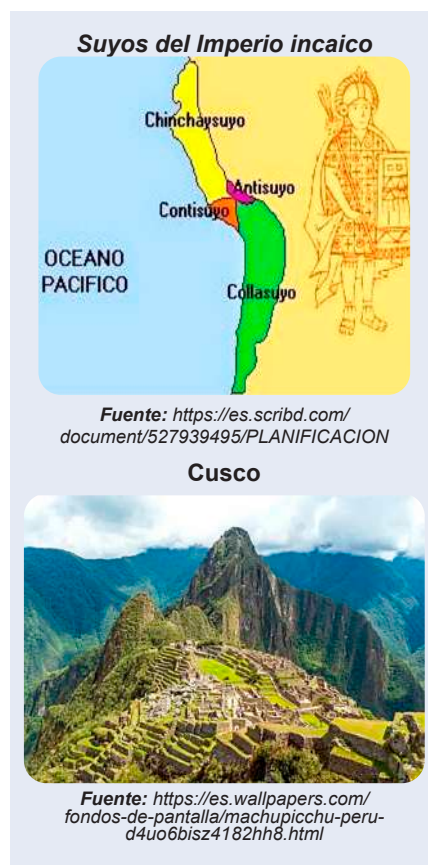 Suyos del Imperio incaico
Chinchaysuyo
Antisuyo
Contisuyo
OCEANO
PACIFICO
Collasuyo
Fuente: https://es.scribd.com/
document/527939495/PLANIFICACION
Cusco
Fuente: https://es.wallpapers.com/
fondos-de-pantalla/machupicchu-peru-
d4uo6bisz4182hh8.html